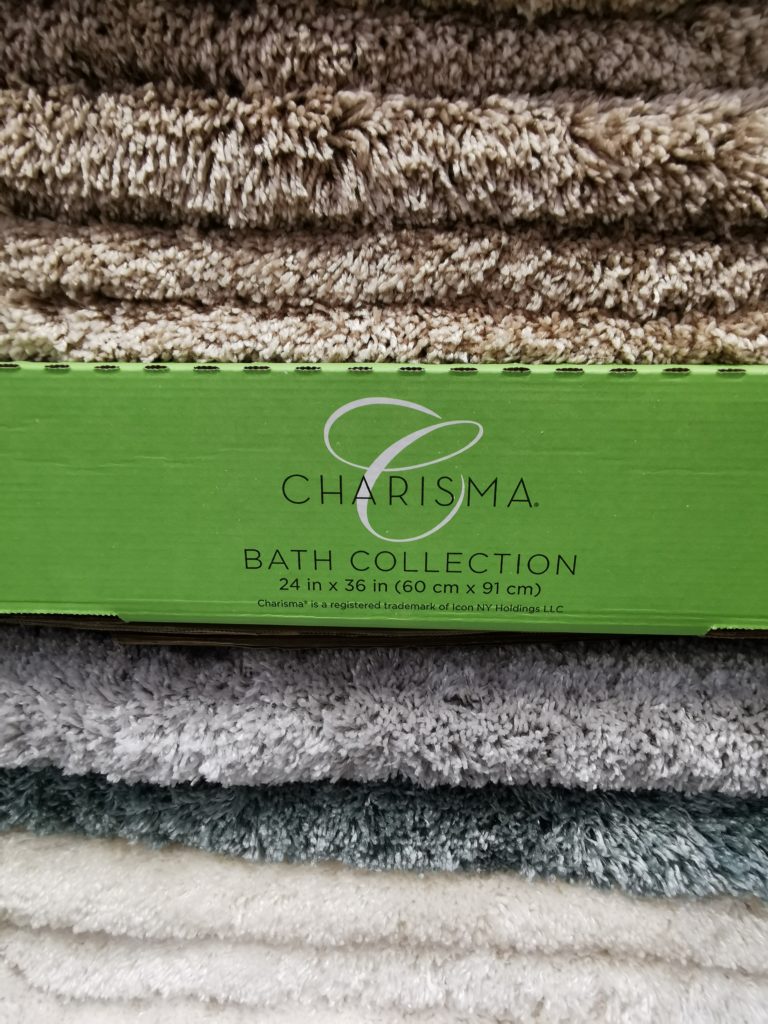 CHARISMA®
BATH COLLECTION
24 in x 36 in (60 cm x 91 cm)
Charisma® is a registered trademark of Icon NY Holdings LLC